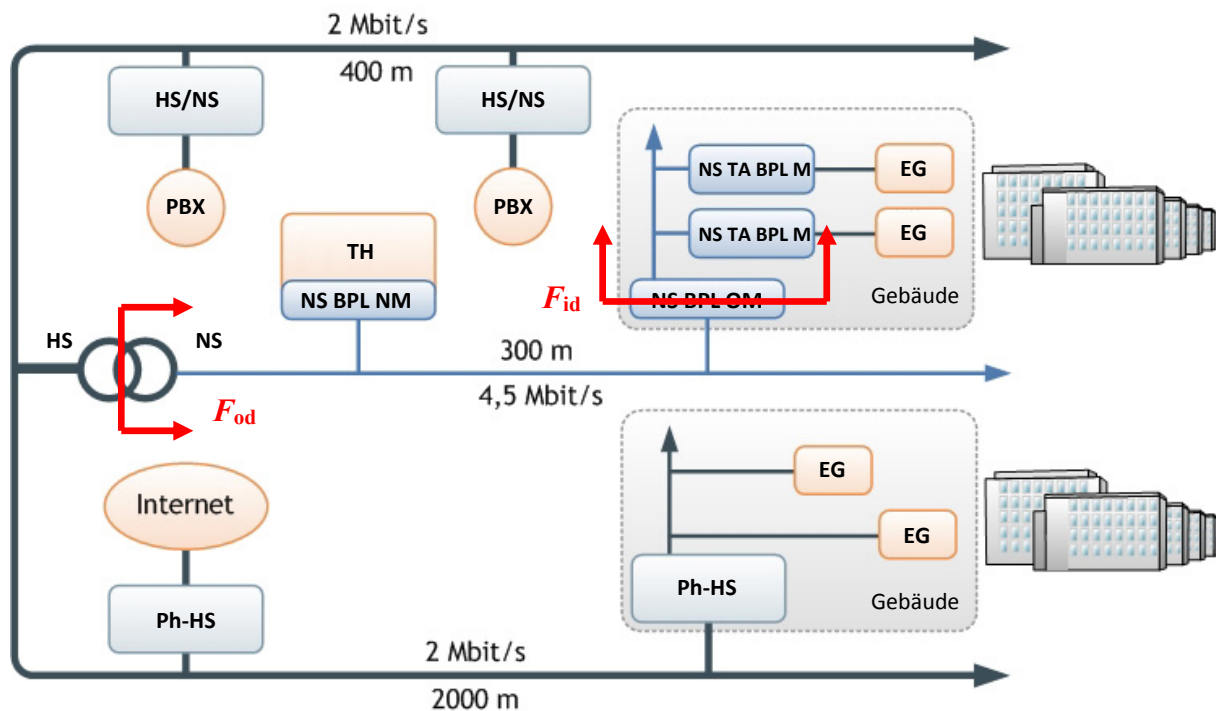 2 Mbit/s
400 m
HS/NS
HS/NS
PBX
PBX
NS TA BPL M
EG
NS TA BPL M
EG
TH
NS BPL NM
F_id
NS BPL OM
Gebäude
HS
NS
300 m
4,5 Mbit/s
F_od
Internet
EG
EG
Ph-HS
Ph-HS
Gebäude
2 Mbit/s
2000 m